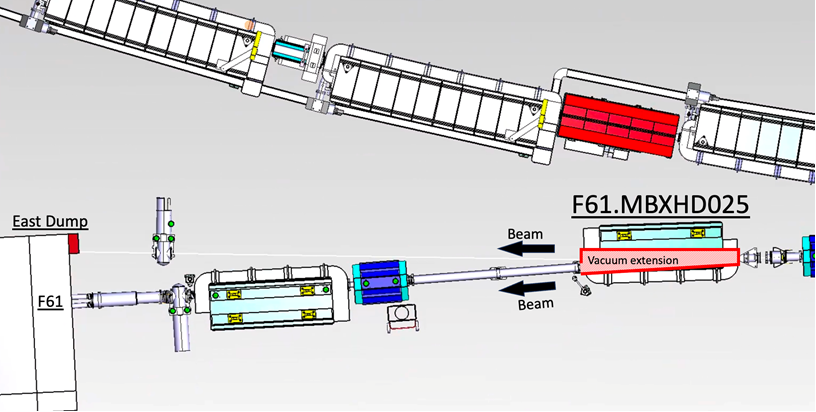 F61.MBXHD025
East Dump
Beam
Vacuum extension
F61
Beam